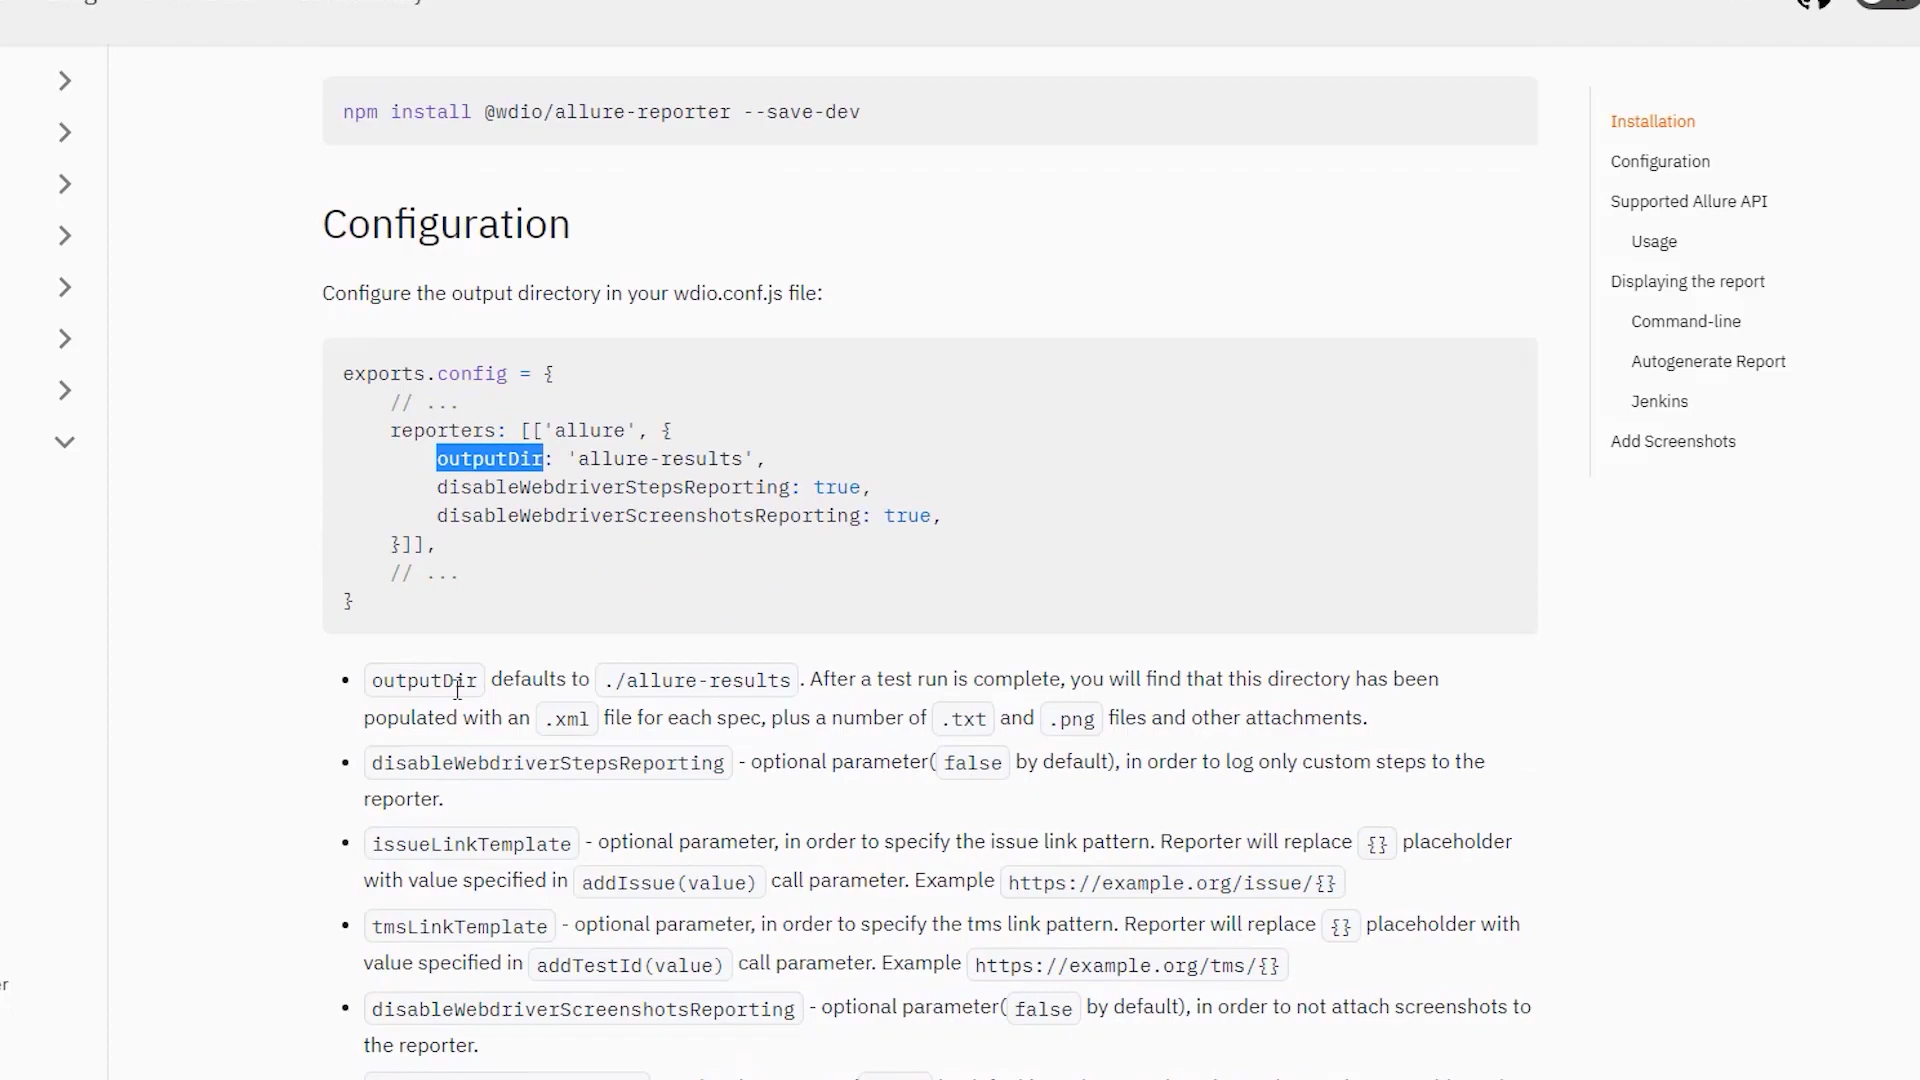 npm install @wdio/allure-reporter --save-dev
Configuration
Configure the output directory in your wdio.conf.js file:
exports.config = {
// ...
reporters: [['allure', {
outputDir: 'allure-results',
disableWebdriverStepsReporting: true,
disableWebdriverScreenshotsReporting: true,
}]],
// ...
}
• outputDir defaults to ./allure-results. After a test run is complete, you will find that this directory has been
populated with an .xml file for each spec, plus a number of .txt and .png files and other attachments.
• disableWebdriverStepsReporting - optional parameter(false by default), in order to log only custom steps to the
reporter.
• issueLinkTemplate - optional parameter, in order to specify the issue link pattern. Reporter will replace {} placeholder
with value specified in addIssue(value) call parameter. Example https://example.org/issue/{}
• tmsLinkTemplate - optional parameter, in order to specify the tms link pattern. Reporter will replace {} placeholder with
value specified in addTestId(value) call parameter. Example https://example.org/tms/{}
• disableWebdriverScreenshotsReporting - optional parameter(false by default), in order to not attach screenshots to
the reporter.
Installation
Configuration
Supported Allure API
Usage
Displaying the report
Command-line
Autogenerate Report
Jenkins
Add Screenshots